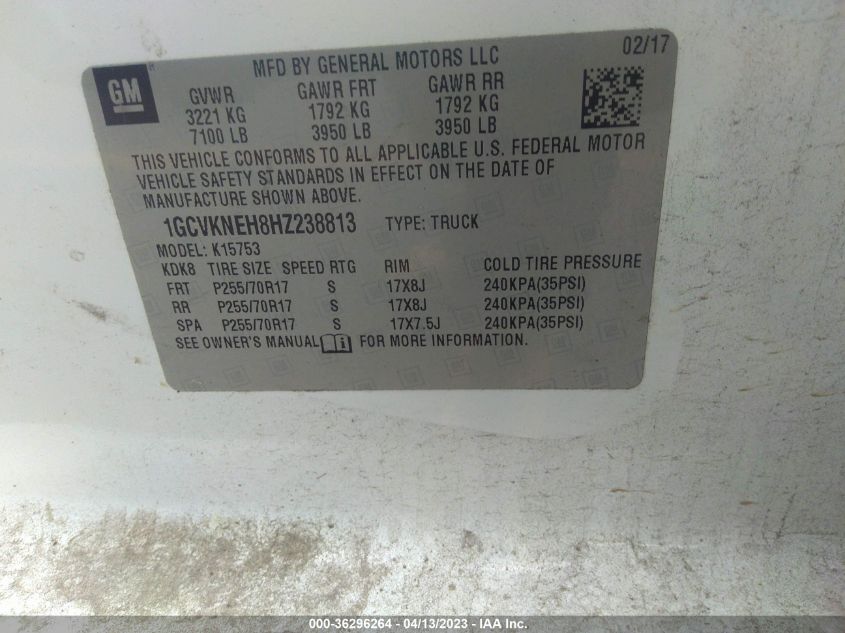 GM
MFD BY GENERAL MOTORS LLC
02/17
GVWR GAWR FRT GAWR RR
3221 KG 1792 KG 1792 KG
7100 LB 3950 LB 3950 LB
THIS VEHICLE CONFORMS TO ALL APPLICABLE U.S. FEDERAL MOTOR
VEHICLE SAFETY STANDARDS IN EFFECT ON THE DATE OF
MANUFACTURE SHOWN ABOVE.
1GCVKNEH8HZ238813 TYPE: TRUCK
MODEL: K15753
KDK8 TIRE SIZE SPEED RTG RIM COLD TIRE PRESSURE
FRT P255/70R17 S 17X8J 240KPA(35PSI)
RR P255/70R17 S 17X8J 240KPA(35PSI)
SPA P255/70R17 S 17X7.5J 240KPA(35PSI)
SEE OWNER'S MANUAL i FOR MORE INFORMATION.
000-36296264 - 04/13/2023 - IAA Inc.